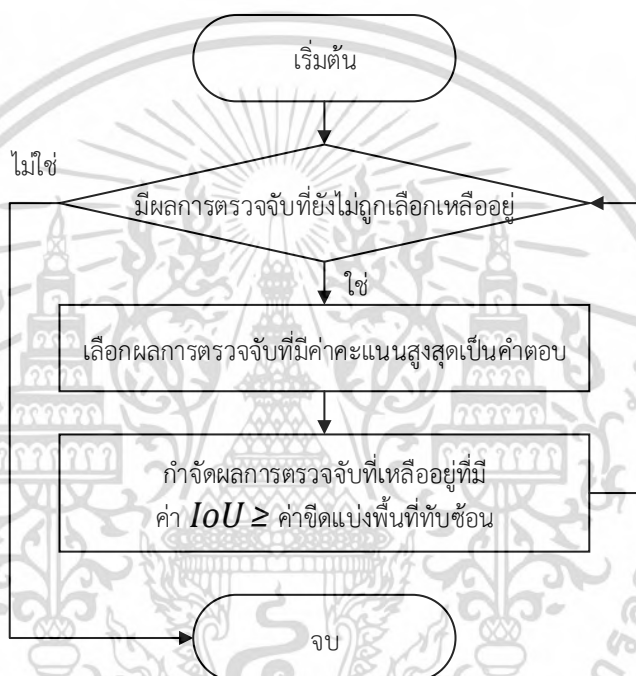 เริ่มต้น
ไม่ใช่
มีผลการตรวจจับที่ยังไม่ถูกเลือกเหลืออยู่
ใช่
เลือกผลการตรวจจับที่มีค่าคะแนนสูงสุดเป็นคำตอบ
กำจัดผลการตรวจจับที่เหลืออยู่ที่มี
ค่า IoU ≥ ค่าขีดแบ่งพื้นที่ทับซ้อน
จบ